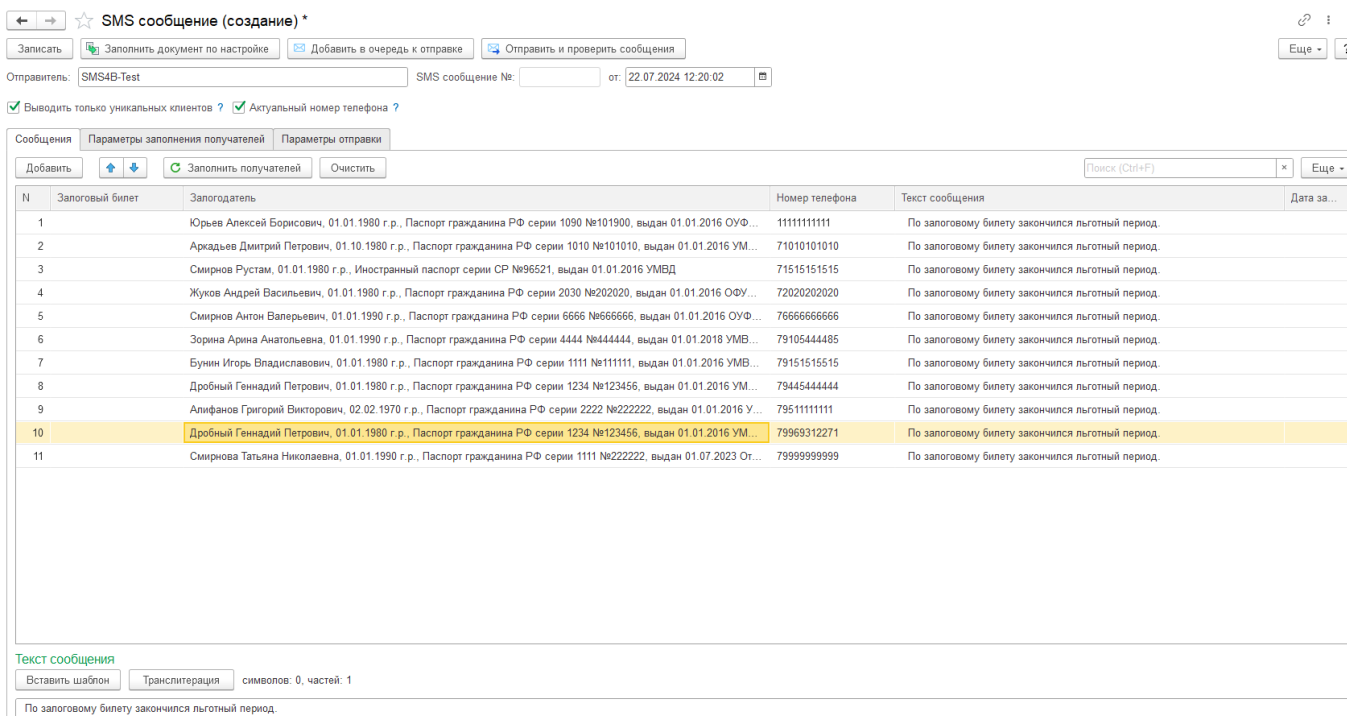 SMS сообщение (создание) *
Записать Заполнить документ по настройке Добавить в очередь к отправке Отправить и проверить сообщения Еще ?
Отправитель: SMS4B-Test SMS сообщение №: от: 22.07.2024 12:20:02
Выводить только уникальных клиентов ? Актуальный номер телефона ?
Сообщения Параметры заполнения получателей Параметры отправки
Добавить Заполнить получателей Очистить Поиск (Ctrl+F) × Еще
N Залоговый билет Залогодатель Номер телефона Текст сообщения Дата за...
1 Юрьев Алексей Борисович, 01.01.1980 г.р., Паспорт гражданина РФ серии 1090 №101900, выдан 01.01.2016 ОУФ... 11111111111 По залоговому билету закончился льготный период.
2 Аркадьев Дмитрий Петрович, 01.10.1980 г.р., Паспорт гражданина РФ серии 1010 №101010, выдан 01.01.2016 УМ... 71010101010 По залоговому билету закончился льготный период.
3 Смирнов Рустам, 01.01.1980 г.р., Иностранный паспорт серии СР №96521, выдан 01.01.2016 УМВД 71515151515 По залоговому билету закончился льготный период.
4 Жуков Андрей Васильевич, 01.01.1980 г.р., Паспорт гражданина РФ серии 2030 №202020, выдан 01.01.2016 ОФУ... 72020202020 По залоговому билету закончился льготный период.
5 Смирнов Антон Валерьевич, 01.01.1990 г.р., Паспорт гражданина РФ серии 6666 №666666, выдан 01.01.2016 ОУФ... 76666666666 По залоговому билету закончился льготный период.
6 Зорина Арина Анатольевна, 01.01.1990 г.р., Паспорт гражданина РФ серии 4444 №444444, выдан 01.01.2018 УМВ... 79105444485 По залоговому билету закончился льготный период.
7 Бунин Игорь Владиславович, 01.01.1980 г.р., Паспорт гражданина РФ серии 1111 №111111, выдан 01.01.2016 УМВ... 79151515515 По залоговому билету закончился льготный период.
8 Дробный Геннадий Петрович, 01.01.1980 г.р., Паспорт гражданина РФ серии 1234 №123456, выдан 01.01.2016 УМ... 79445444444 По залоговому билету закончился льготный период.
9 Алифанов Григорий Викторович, 02.02.1970 г.р., Паспорт гражданина РФ серии 2222 №222222, выдан 01.01.2016 У... 79511111111 По залоговому билету закончился льготный период.
10 Дробный Геннадий Петрович, 01.01.1980 г.р., Паспорт гражданина РФ серии 1234 №123456, выдан 01.01.2016 УМ... 79969312271 По залоговому билету закончился льготный период.
11 Смирнова Татьяна Николаевна, 01.01.1990 г.р., Паспорт гражданина РФ серии 1111 №222222, выдан 01.07.2023 От... 79999999999 По залоговому билету закончился льготный период.
Текст сообщения
Вставить шаблон Транслитерация символов: 0, частей: 1
По залоговому билету закончился льготный период.